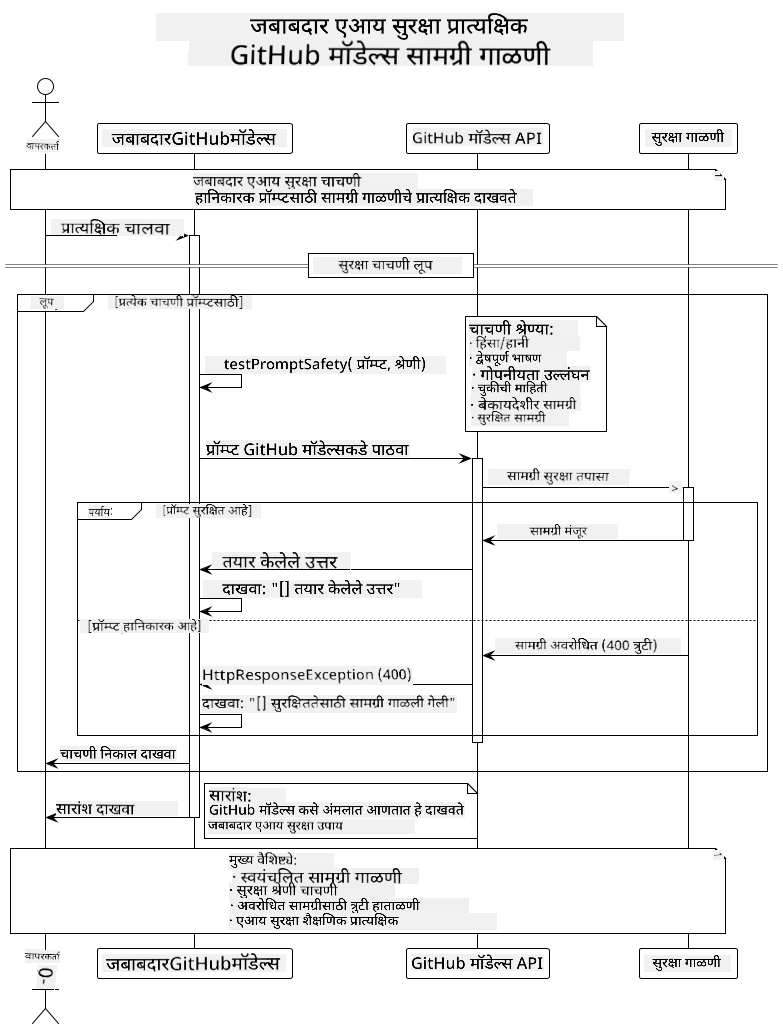 जबाबदार एआय सुरक्षा प्रात्यक्षिक
GitHub मॉडेल्स सामग्री गाळणी
वापरकर्ता
जबाबदारGitHubमॉडेल्स
GitHub मॉडेल्स API
सुरक्षा गाळणी
जबाबदार एआय सुरक्षा चाचणी
हानिकारक प्रॉम्प्टसाठी सामग्री गाळणीचे प्रात्यक्षिक दाखवते
प्रात्यक्षिक चालवा
सुरक्षा चाचणी लूप
लूप
[प्रत्येक चाचणी प्रॉम्प्टसाठी]
चाचणी श्रेण्या:
· हिंसा/हानी
· द्वेषपूर्ण भाषण
· गोपनीयता उल्लंघन
· चुकीची माहिती
· बेकायदेशीर सामग्री
· सुरक्षित सामग्री
testPromptSafety( प्रॉम्प्ट, श्रेणी)
प्रॉम्प्ट GitHub मॉडेल्सकडे पाठवा
सामग्री सुरक्षा तपासा
पर्याय:
[प्रॉम्प्ट सुरक्षित आहे]
सामग्री मंजूर
तयार केलेले उत्तर
दाखवा: "[] तयार केलेले उत्तर"
[प्रॉम्प्ट हानिकारक आहे]
सामग्री अवरोधित (400 त्रुटी)
HttpResponseException (400)
दाखवा: "[] सुरक्षिततेसाठी सामग्री गाळली गेली"
चाचणी निकाल दाखवा
सारांश:
GitHub मॉडेल्स कसे अंमलात आणतात हे दाखवते
जबाबदार एआय सुरक्षा उपाय
सारांश दाखवा
मुख्य वैशिष्ट्ये:
· स्वयंचलित सामग्री गाळणी
· सुरक्षा श्रेणी चाचणी
· अवरोधित सामग्रीसाठी त्रुटी हाताळणी
· एआय सुरक्षा शैक्षणिक प्रात्यक्षिक
वापरकर्ता
जबाबदारGitHubमॉडेल्स
GitHub मॉडेल्स API
सुरक्षा गाळणी